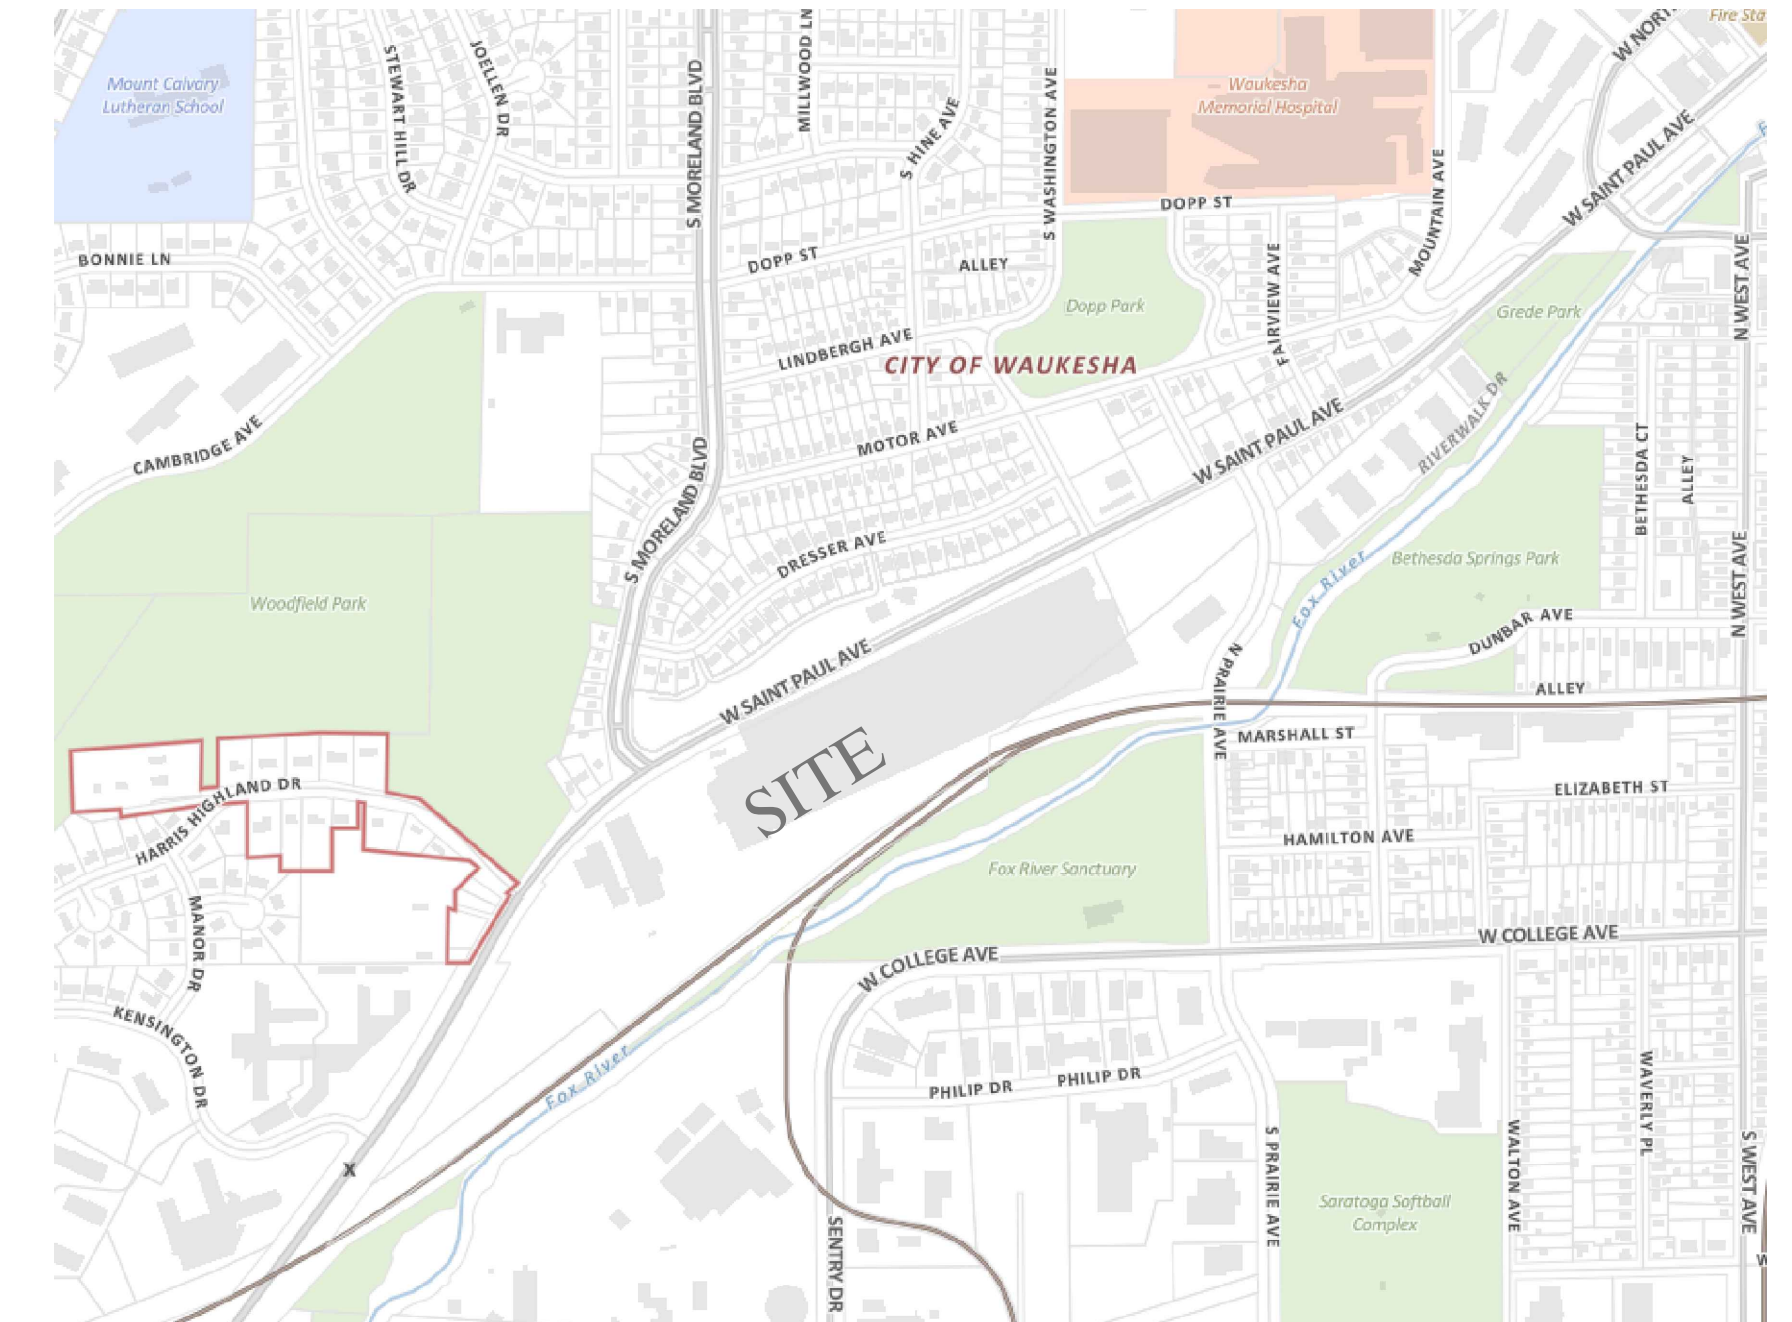 Fire Sta
W NORT
MILLWOOD LN
JOELLEN DR
STEWART HILL DR
Mount Calvary
Lutheran School
S MORELAND BLVD
S HINE AVE
S WASHINGTON AVE
Waukesha
Memorial Hospital
W SAINT PAUL AVE
MOUNTAIN AVE
DOPP ST
BONNIE LN
DOPP ST
ALLEY
FAIRVIEW AVE
N WEST AVE
Dopp Park
Grede Park
LINDBERGH AVE
CITY OF WAUKESHA
CAMBRIDGE AVE
MOTOR AVE
W SAINT PAUL AVE
RIVERWALK DR
BETHESDA CT
ALLEY
S MORELAND BLVD
DRESSER AVE
Bethesda Springs Park
Fox River
N WEST AVE
Woodfield Park
DUNBAR AVE
W SAINT PAUL AVE
N PRAIRIE AVE
ALLEY
MARSHALL ST
SITE
HARRIS HIGHLAND DR
ELIZABETH ST
HAMILTON AVE
Fox River Sanctuary
MANOR DR
W COLLEGE AVE
W COLLEGE AVE
KENSINGTON DR
Fox River
PHILIP DR
PHILIP DR
WAVERLY PL
X
S PRAIRIE AVE
WALTON AVE
S WEST AVE
Saratoga Softball
Complex
SENTRY DR
W